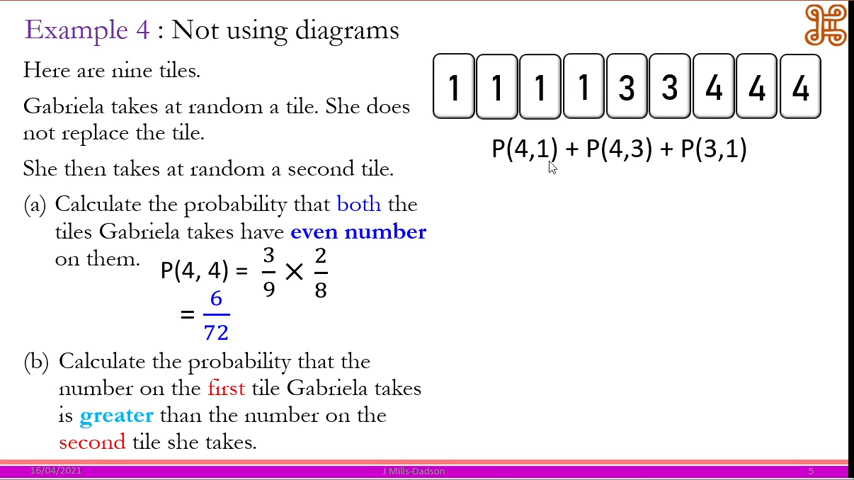 Example 4 : Not using diagrams
Here are nine tiles.
Gabriela takes at random a tile. She does
not replace the tile.
She then takes at random a second tile.
(a) Calculate the probability that both the
tiles Gabriela takes have even number
on them.
P(4, 4) = 3/9 × 2/8
= 6/72
(b) Calculate the probability that the
number on the first tile Gabriela takes
is greater than the number on the
second tile she takes.
1 1 1 1 3 3 4 4 4
P(4,1) + P(4,3) + P(3,1)
16/04/2021
J Mills-Dadson
5